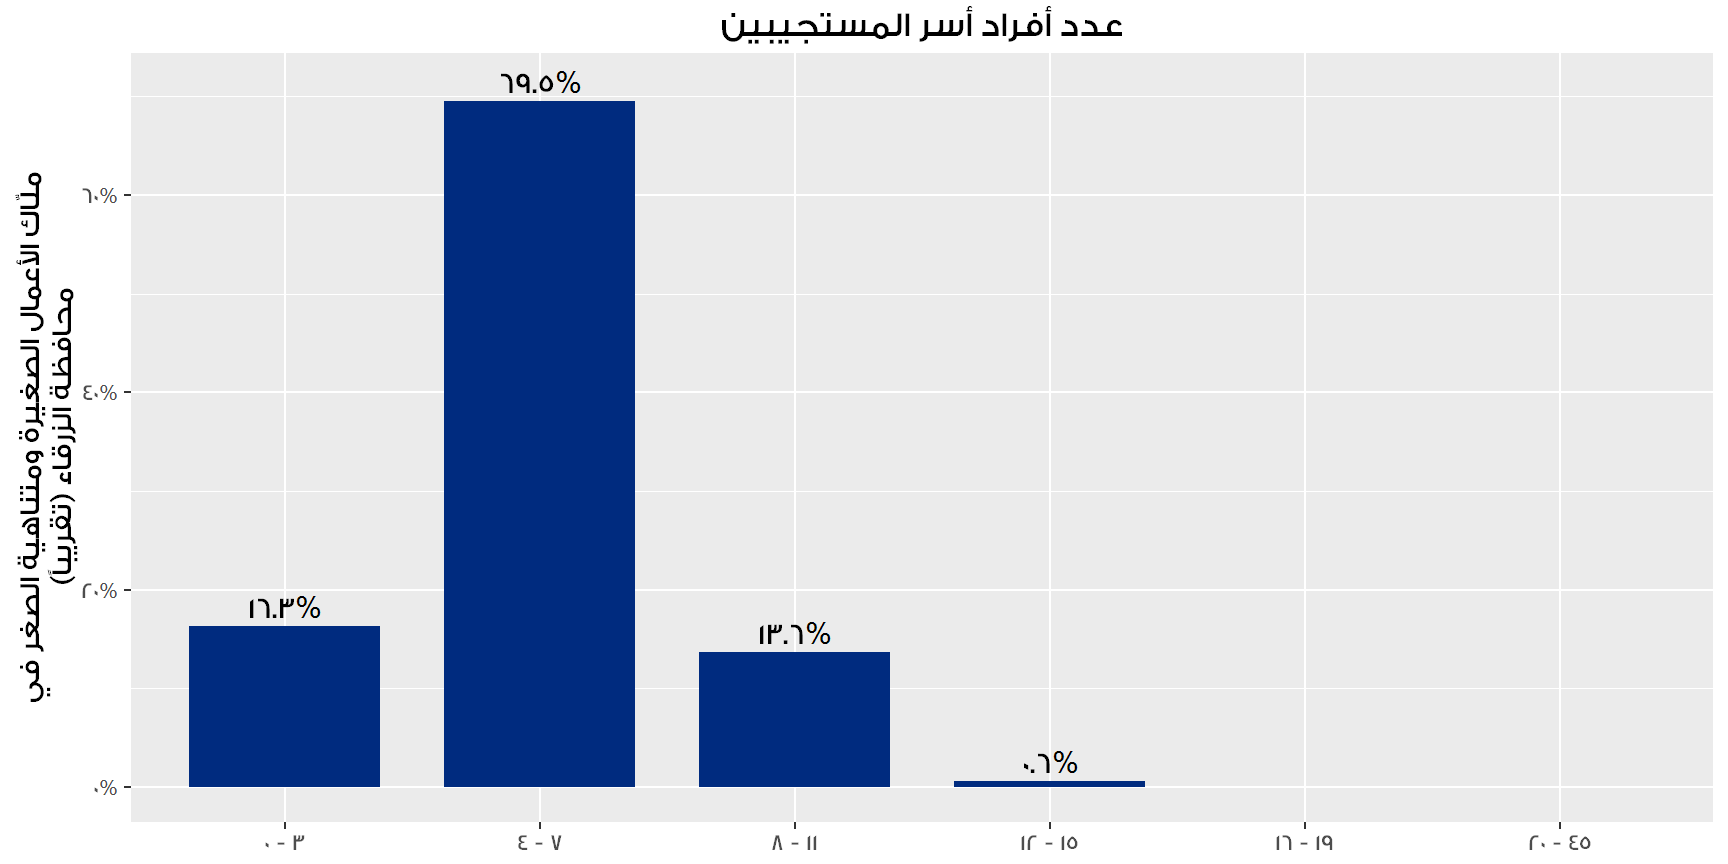 عدد أفراد أسر المستجيبين
ملّاك الأعمال الصغيرة ومتناهية الصغر في
محافظة الزرقاء (تقريباً)
٦٠%
٤٠%
٢٠%
٠%
١٦.٣%
٦٩.٥%
١٣.٦%
٠.٦%
٠ - ٣
٤ - ٧
٨ - ١١
١٢ - ١٥
١٦ - ١٩
٢٠ - ٤٥